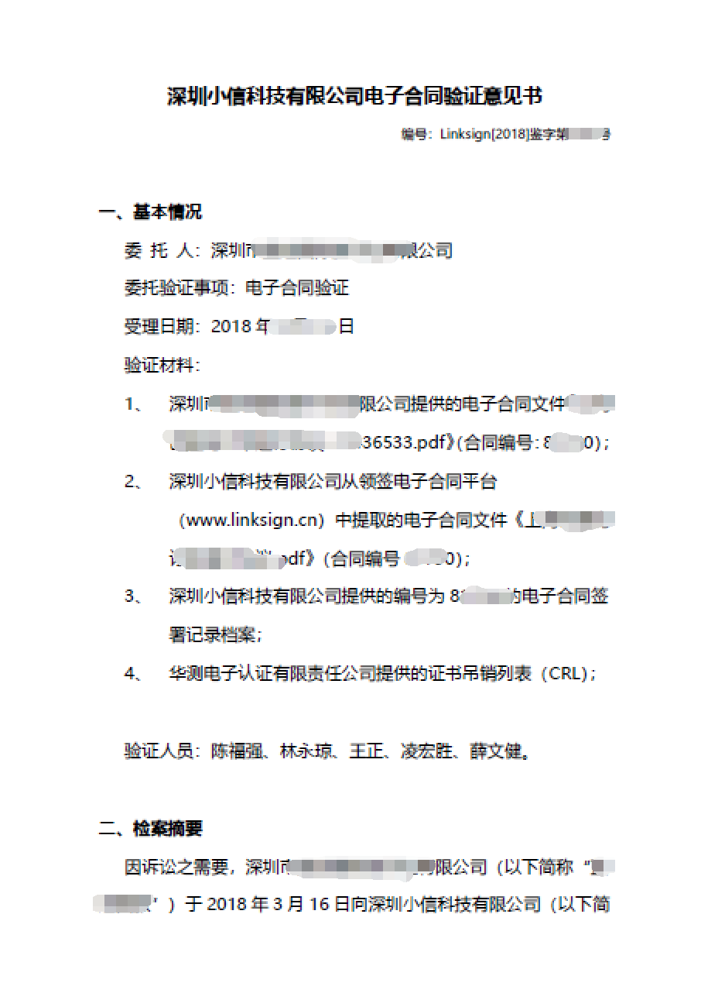 深圳小信科技有限公司电子合同验证意见书
编号：Linksign[2018]鉴字第
一、基本情况
委 托 人：深圳市 限公司
委托验证事项：电子合同验证
受理日期：2018 年 日
验证材料：
1、 深圳市 有限公司提供的电子合同文件《
36533.pdf》（合同编号：8 0）；
2、 深圳小信科技有限公司从领签电子合同平台
（www.linksign.cn）中提取的电子合同文件《上
pdf》（合同编号 0）；
3、 深圳小信科技有限公司提供的编号为 8 的电子合同签
署记录档案；
4、 华测电子认证有限责任公司提供的证书吊销列表（CRL）；
验证人员：陈福强、林永琼、王正、凌宏胜、薛文健。
二、检案摘要
因诉讼之需要，深圳市 有限公司（以下简称“
”）于 2018 年 3 月 16 日向深圳小信科技有限公司（以下简